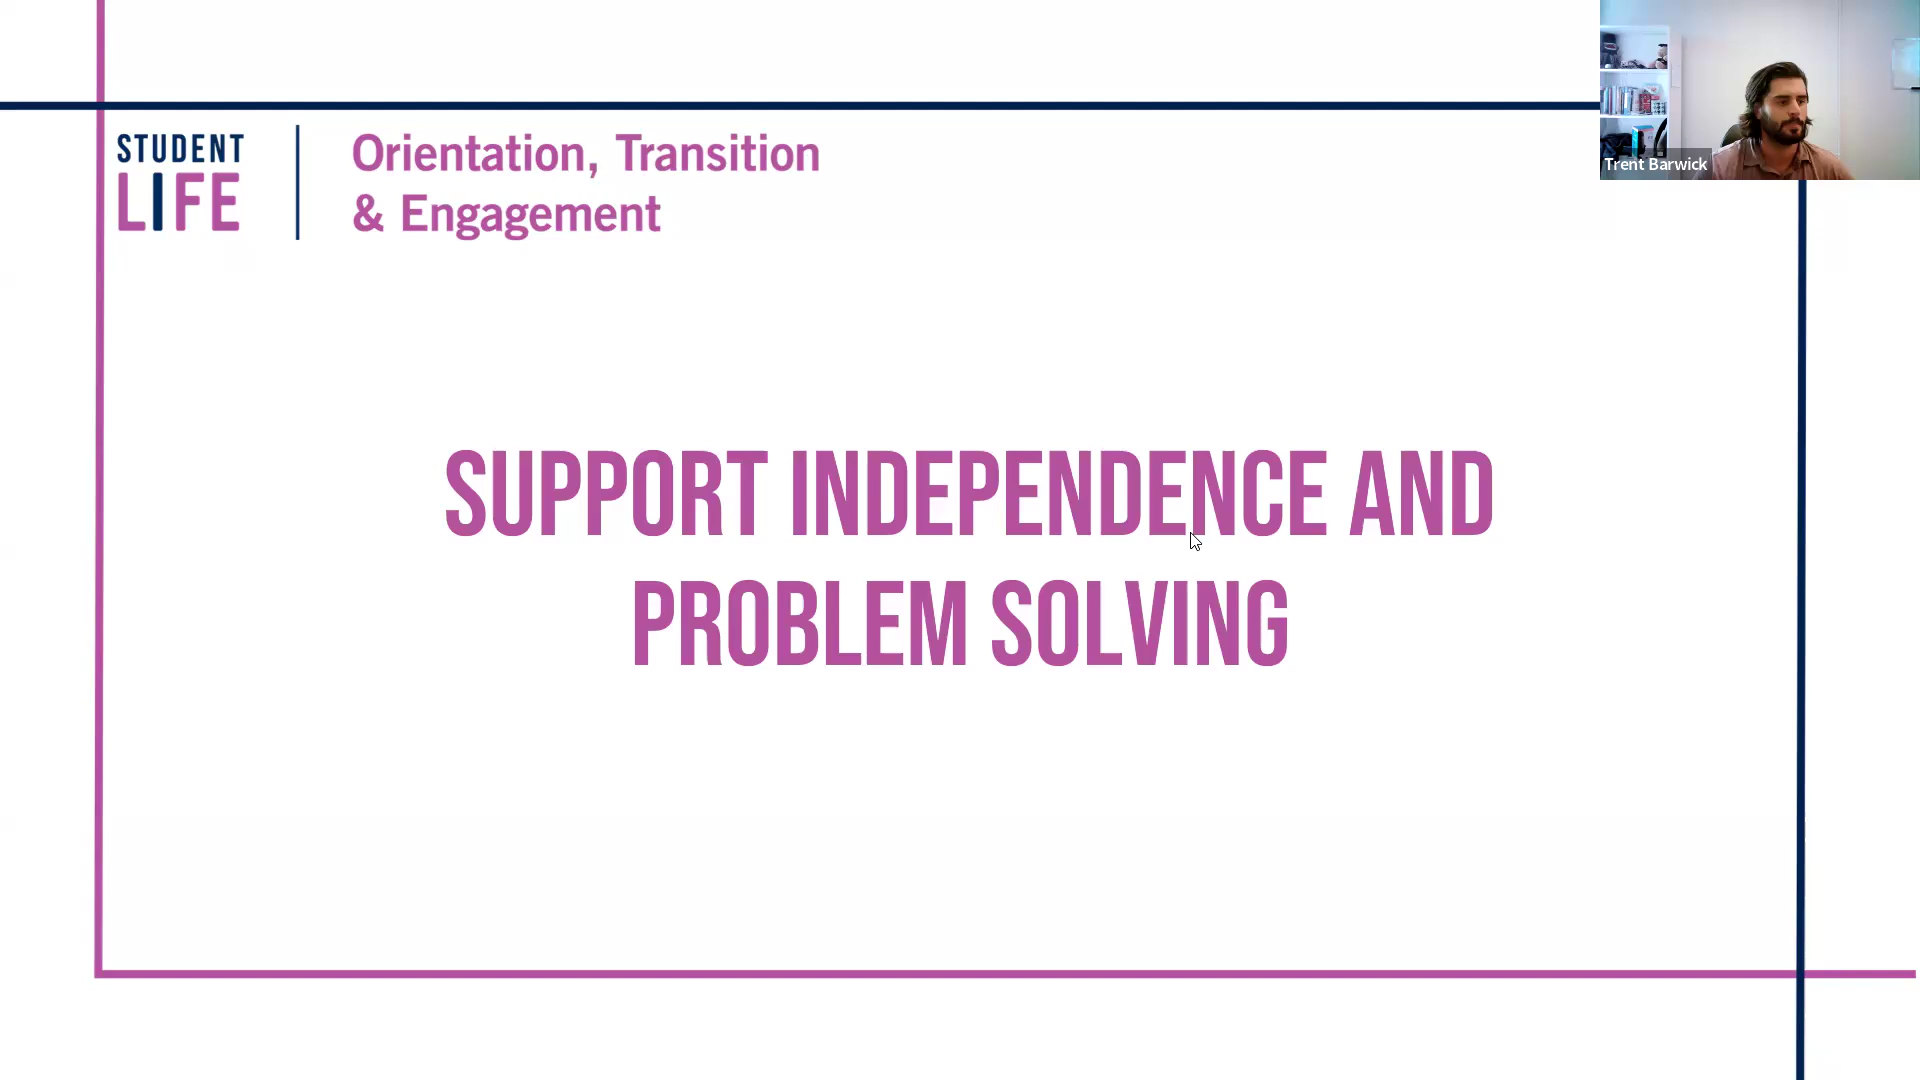 STUDENT
LIFE
Orientation, Transition
& Engagement
Trent Barwick
SUPPORT INDEPENDENCE AND
PROBLEM SOLVING